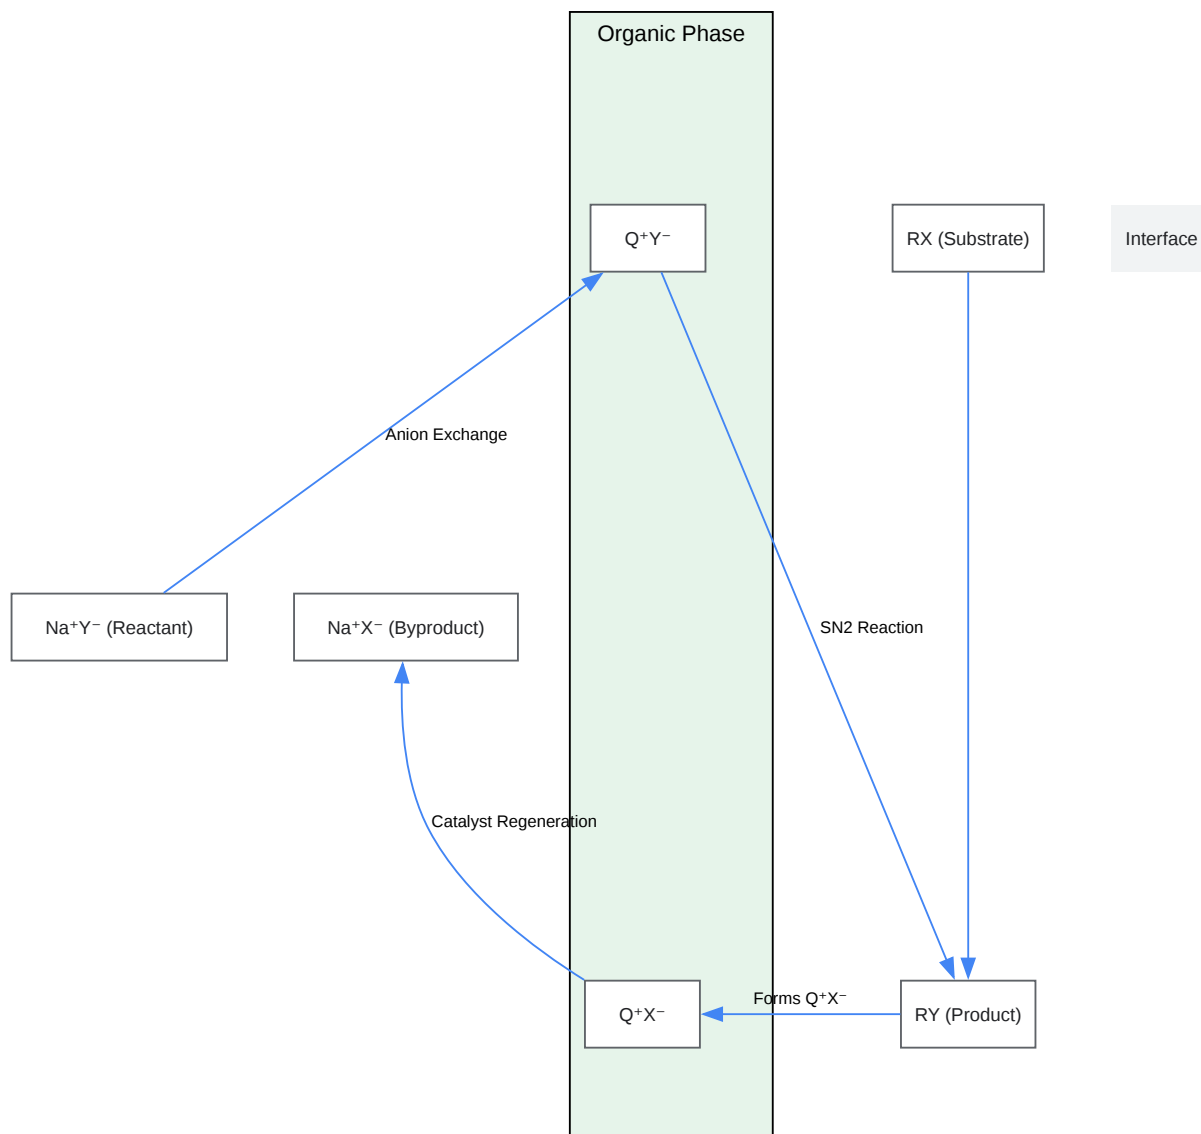 Organic Phase
Q⁺Y⁻
RX (Substrate)
Interface
Anion Exchange
Na⁺Y⁻ (Reactant)
Na⁺X⁻ (Byproduct)
SN2 Reaction
Catalyst Regeneration
Forms Q⁺X⁻
Q⁺X⁻
RY (Product)